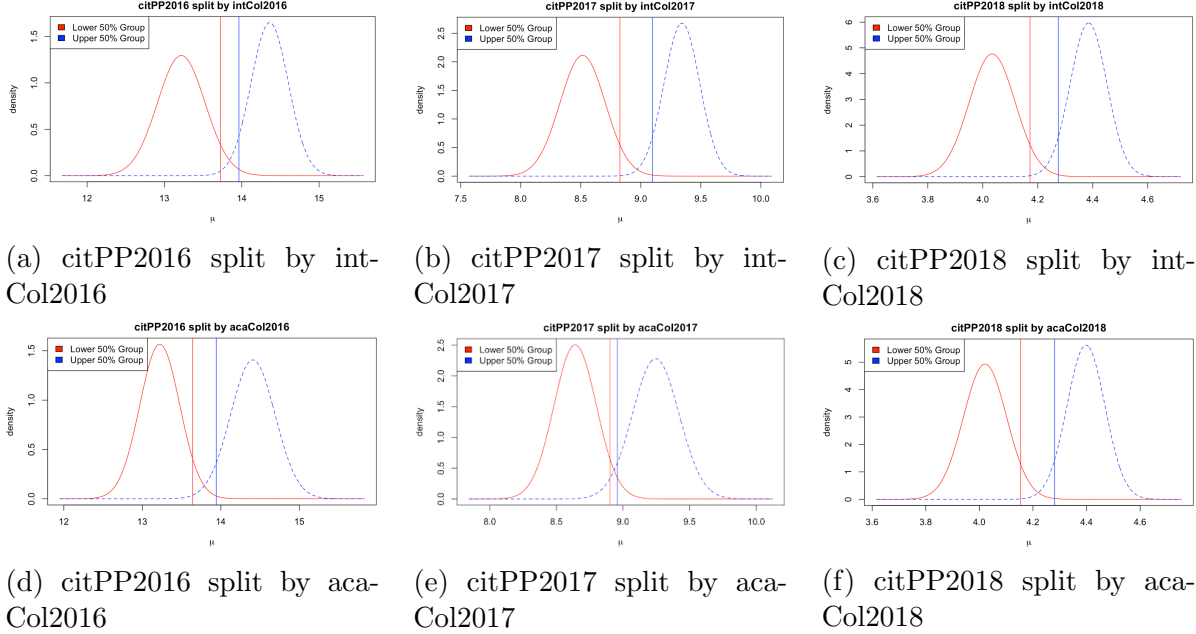 citPP2016 split by intCol2016
Lower 50% Group
Upper 50% Group
density
0.0 0.5 1.0 1.5
12 13 14 15
μ
(a) citPP2016 split by int-
Col2016
citPP2017 split by intCol2017
Lower 50% Group
Upper 50% Group
density
0.0 0.5 1.0 1.5 2.0 2.5
7.5 8.0 8.5 9.0 9.5 10.0
μ
(b) citPP2017 split by int-
Col2017
citPP2018 split by intCol2018
Lower 50% Group
Upper 50% Group
density
0 1 2 3 4 5 6
3.6 3.8 4.0 4.2 4.4 4.6
μ
(c) citPP2018 split by int-
Col2018
citPP2016 split by acaCol2016
Lower 50% Group
Upper 50% Group
density
0.0 0.5 1.0 1.5
12 13 14 15
μ
(d) citPP2016 split by aca-
Col2016
citPP2017 split by acaCol2017
Lower 50% Group
Upper 50% Group
density
0.0 0.5 1.0 1.5 2.0 2.5
8.0 8.5 9.0 9.5 10.0
μ
(e) citPP2017 split by aca-
Col2017
citPP2018 split by acaCol2018
Lower 50% Group
Upper 50% Group
density
0 1 2 3 4 5
3.6 3.8 4.0 4.2 4.4 4.6
μ
(f) citPP2018 split by aca-
Col2018